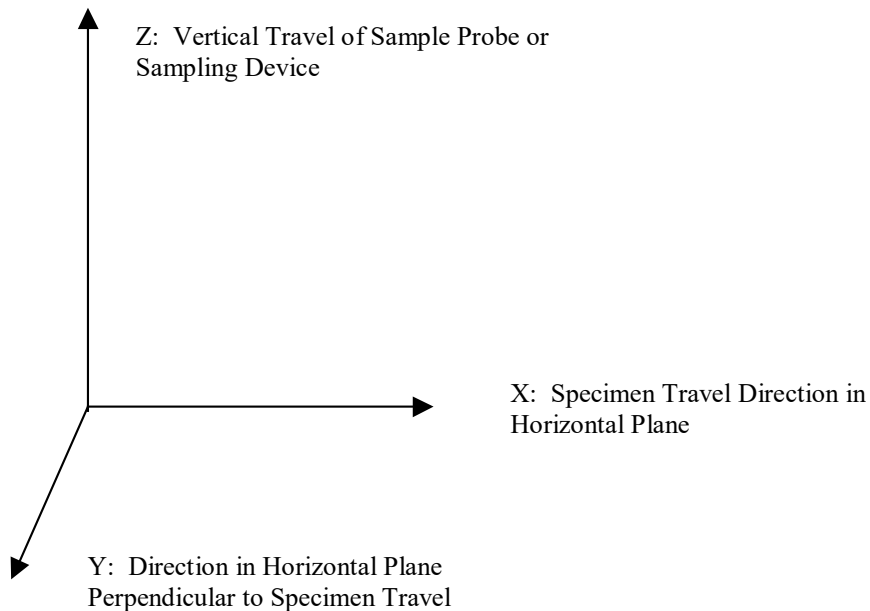 Z:  Vertical Travel of Sample Probe or
Sampling Device
X:  Specimen Travel Direction in
Horizontal Plane
Y:  Direction in Horizontal Plane
Perpendicular to Specimen Travel